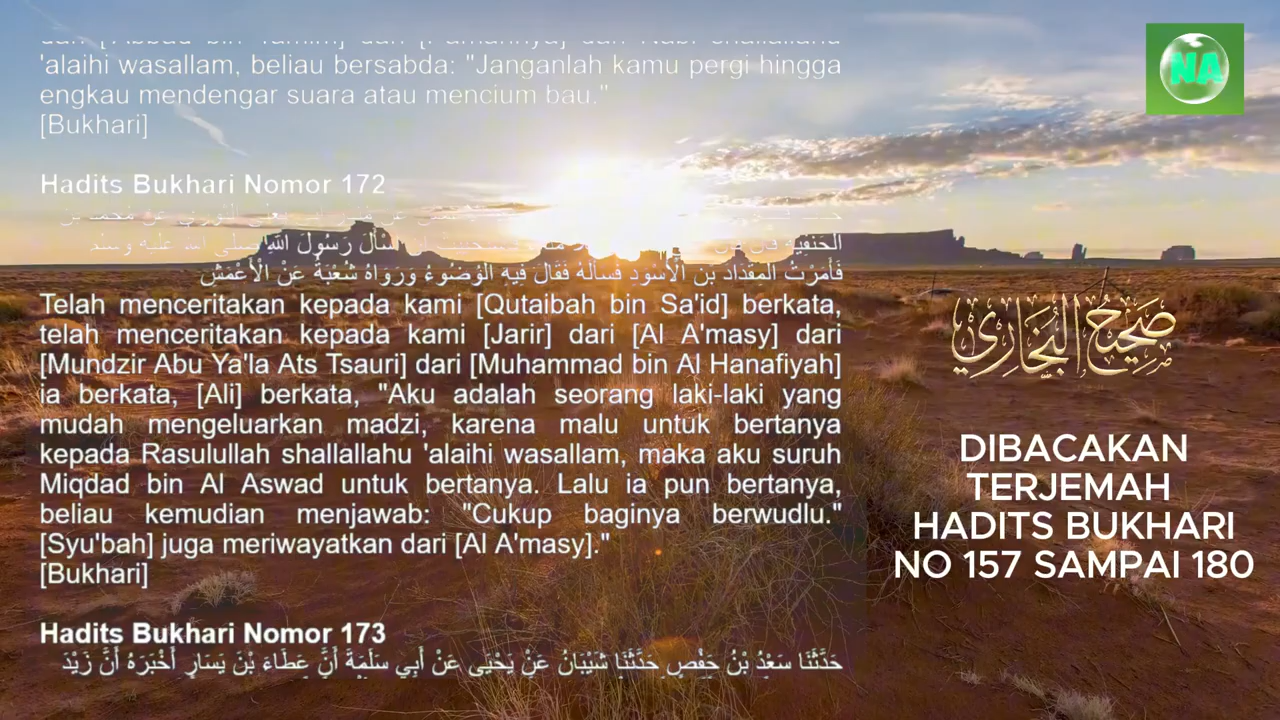 'alaihi wasallam, beliau bersabda: "Janganlah kamu pergi hingga
engkau mendengar suara atau mencium bau."
[Bukhari]
Hadits Bukhari Nomor 172
فَأَمَرْتُ الْمِقْدَادَ بْنَ الْأَسْوَدِ فَسَأَلَهُ فَقَالَ فِيهِ الْوُضُوءُ وَرَوَاهُ شُعْبَةُ عَنْ الْأَعْمَشِ
Telah menceritakan kepada kami [Qutaibah bin Sa'id] berkata,
telah menceritakan kepada kami [Jarir] dari [Al A'masy] dari
[Mundzir Abu Ya'la Ats Tsauri] dari [Muhammad bin Al Hanafiyah]
ia berkata, [Ali] berkata, "Aku adalah seorang laki-laki yang
mudah mengeluarkan madzi, karena malu untuk bertanya
kepada Rasulullah shallallahu 'alaihi wasallam, maka aku suruh
Miqdad bin Al Aswad untuk bertanya. Lalu ia pun bertanya,
beliau kemudian menjawab: "Cukup baginya berwudlu."
[Syu'bah] juga meriwayatkan dari [Al A'masy]."
[Bukhari]
Hadits Bukhari Nomor 173
حَدَّثَنَا سَعْدُ بْنُ حَفْصٍ حَدَّثَنَا شَيْبَانُ عَنْ يَحْيَى عَنْ أَبِي سَلَمَةَ أَنَّ عَطَاءَ بْنَ يَسَارٍ أَخْبَرَهُ أَنَّ زَيْدَ
NA
صَحِيحُ الْبُخَارِي
DIBACAKAN
TERJEMAH
HADITS BUKHARI
NO 157 SAMPAI 180